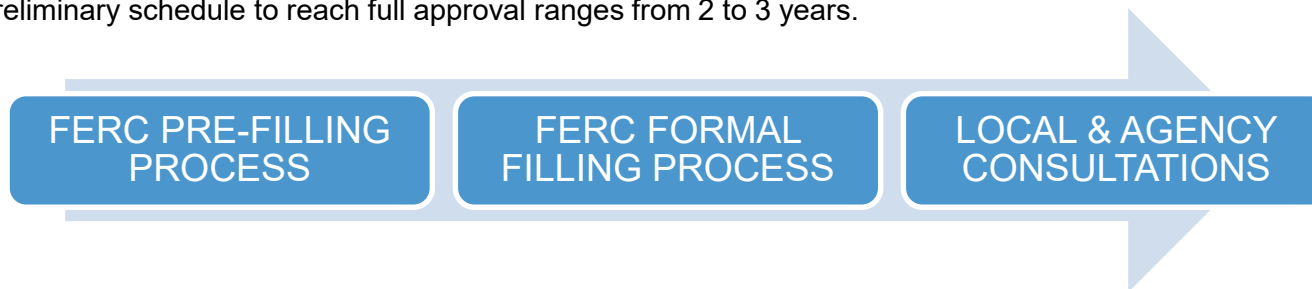 reliminary schedule to reach full approval ranges from 2 to 3 years.
FERC PRE-FILLING
PROCESS
FERC FORMAL
FILLING PROCESS
LOCAL & AGENCY
CONSULTATIONS